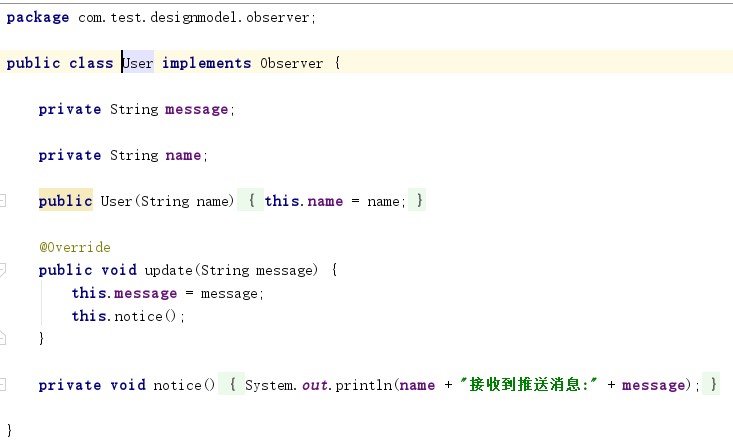 package com.test.designmodel.observer;
public class User implements Observer {
private String message;
private String name;
public User(String name) { this.name = name; }
@Override
public void update(String message) {
this.message = message;
this.notice();
}
private void notice() { System.out.println(name + "接收到推送消息:" + message); }
}